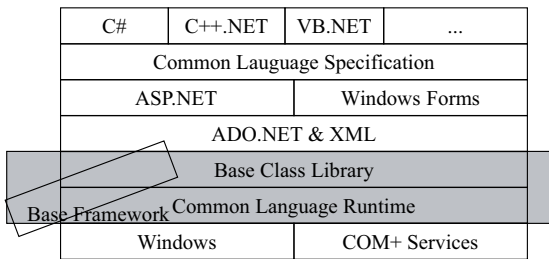 C# C++.NET VB.NET ...
Common Lauguage Specification
ASP.NET Windows Forms
ADO.NET & XML
Base Class Library
Common Language Runtime
Base Framework
Windows COM+ Services